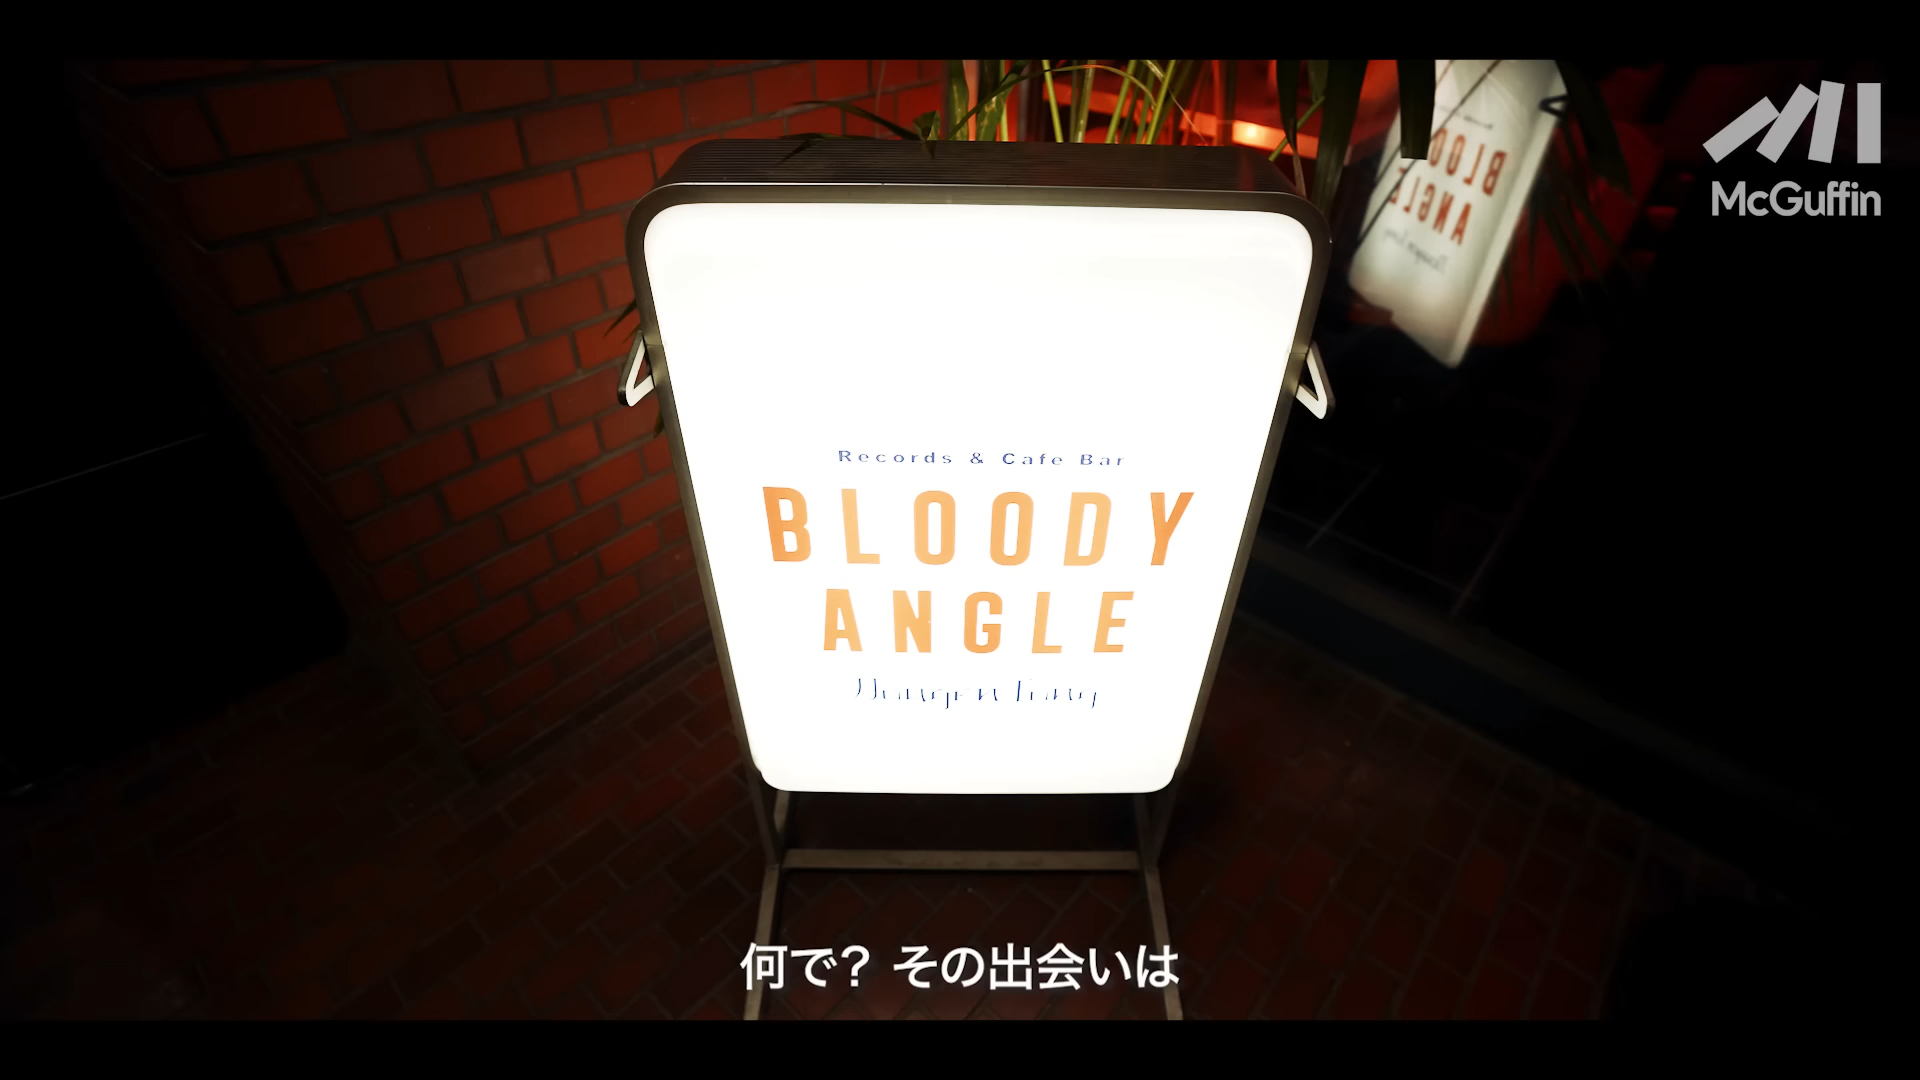 McGuffin
Records & Cafe Bar
BLOODY
ANGLE
何で? その出会いは